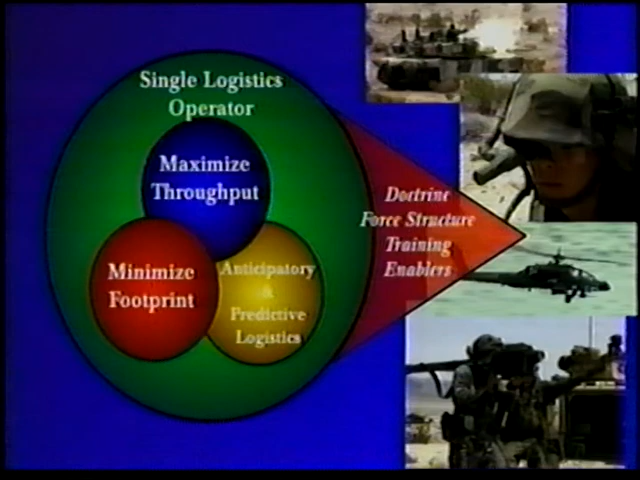 Single Logistics
Operator
Maximize
Throughput
Minimize
Footprint
Anticipatory
&
Predictive
Logistics
Doctrine
Force Structure
Training
Enablers